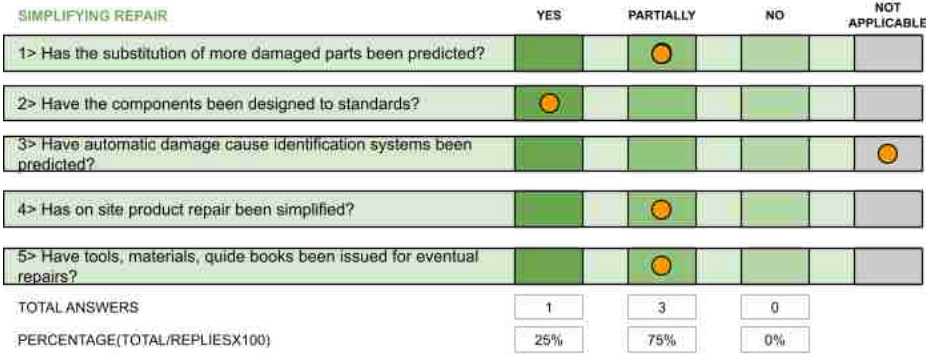 SIMPLIFYING REPAIR YES PARTIALLY NO NOT APPLICABLE
1> Has the substitution of more damaged parts been predicted?
2> Have the components been designed to standards?
3> Have automatic damage cause identification systems been
predicted?
4> Has on site product repair been simplified?
5> Have tools, materials, quide books been issued for eventual
repairs?
TOTAL ANSWERS 1 3 0
PERCENTAGE(TOTAL/REPLIESX100) 25% 75% 0%